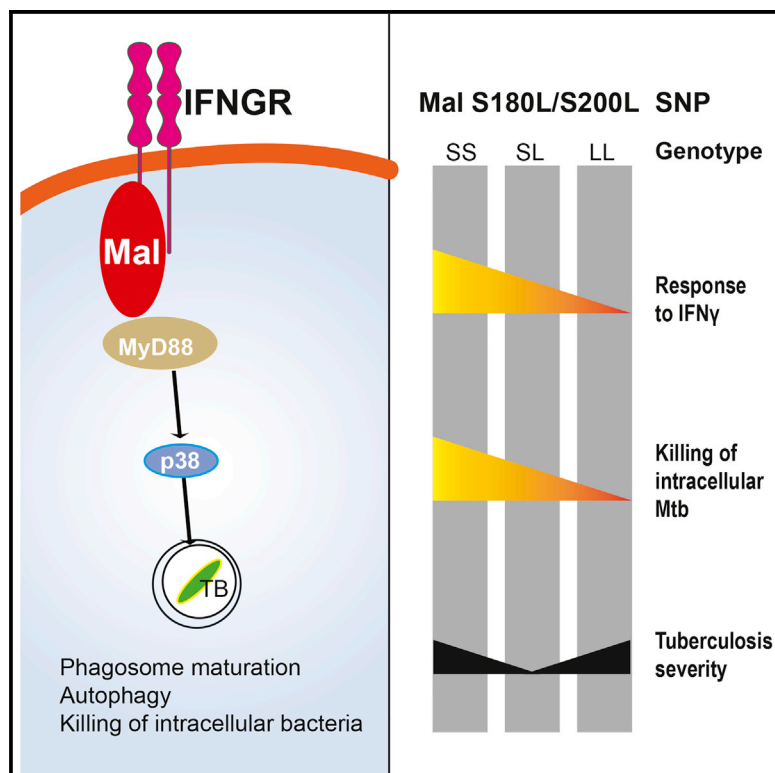 IFNGR
Mal
MyD88
p38
TB
Phagosome maturation
Autophagy
Killing of intracellular bacteria
Mal S180L/S200L SNP
SS SL LL Genotype
Response
to IFNγ
Killing of
intracellular
Mtb
Tuberculosis
severity